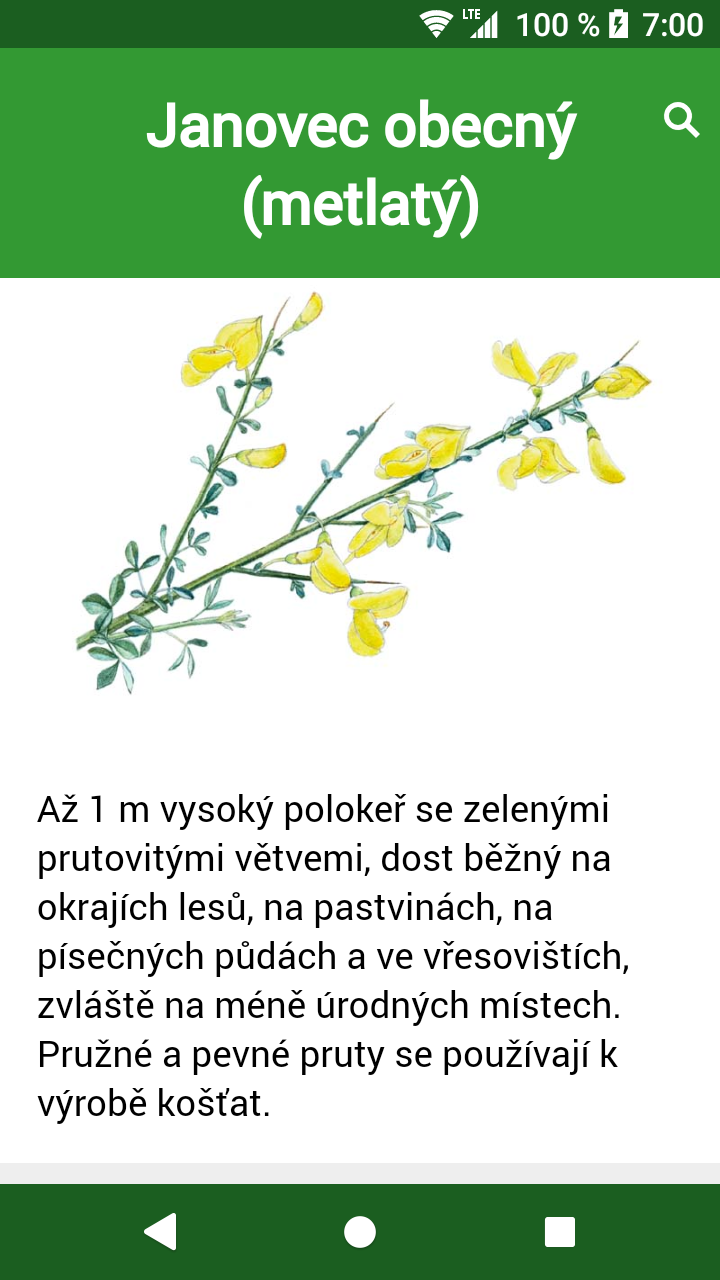 LTE 100 % 7:00
Janovec obecný
(metlatý)
Až 1 m vysoký polokeř se zelenými
prutovitými větvemi, dost běžný na
okrajích lesů, na pastvinách, na
písečných půdách a ve vřesovištích,
zvláště na méně úrodných místech.
Pružné a pevné pruty se používají k
výrobě košťat.